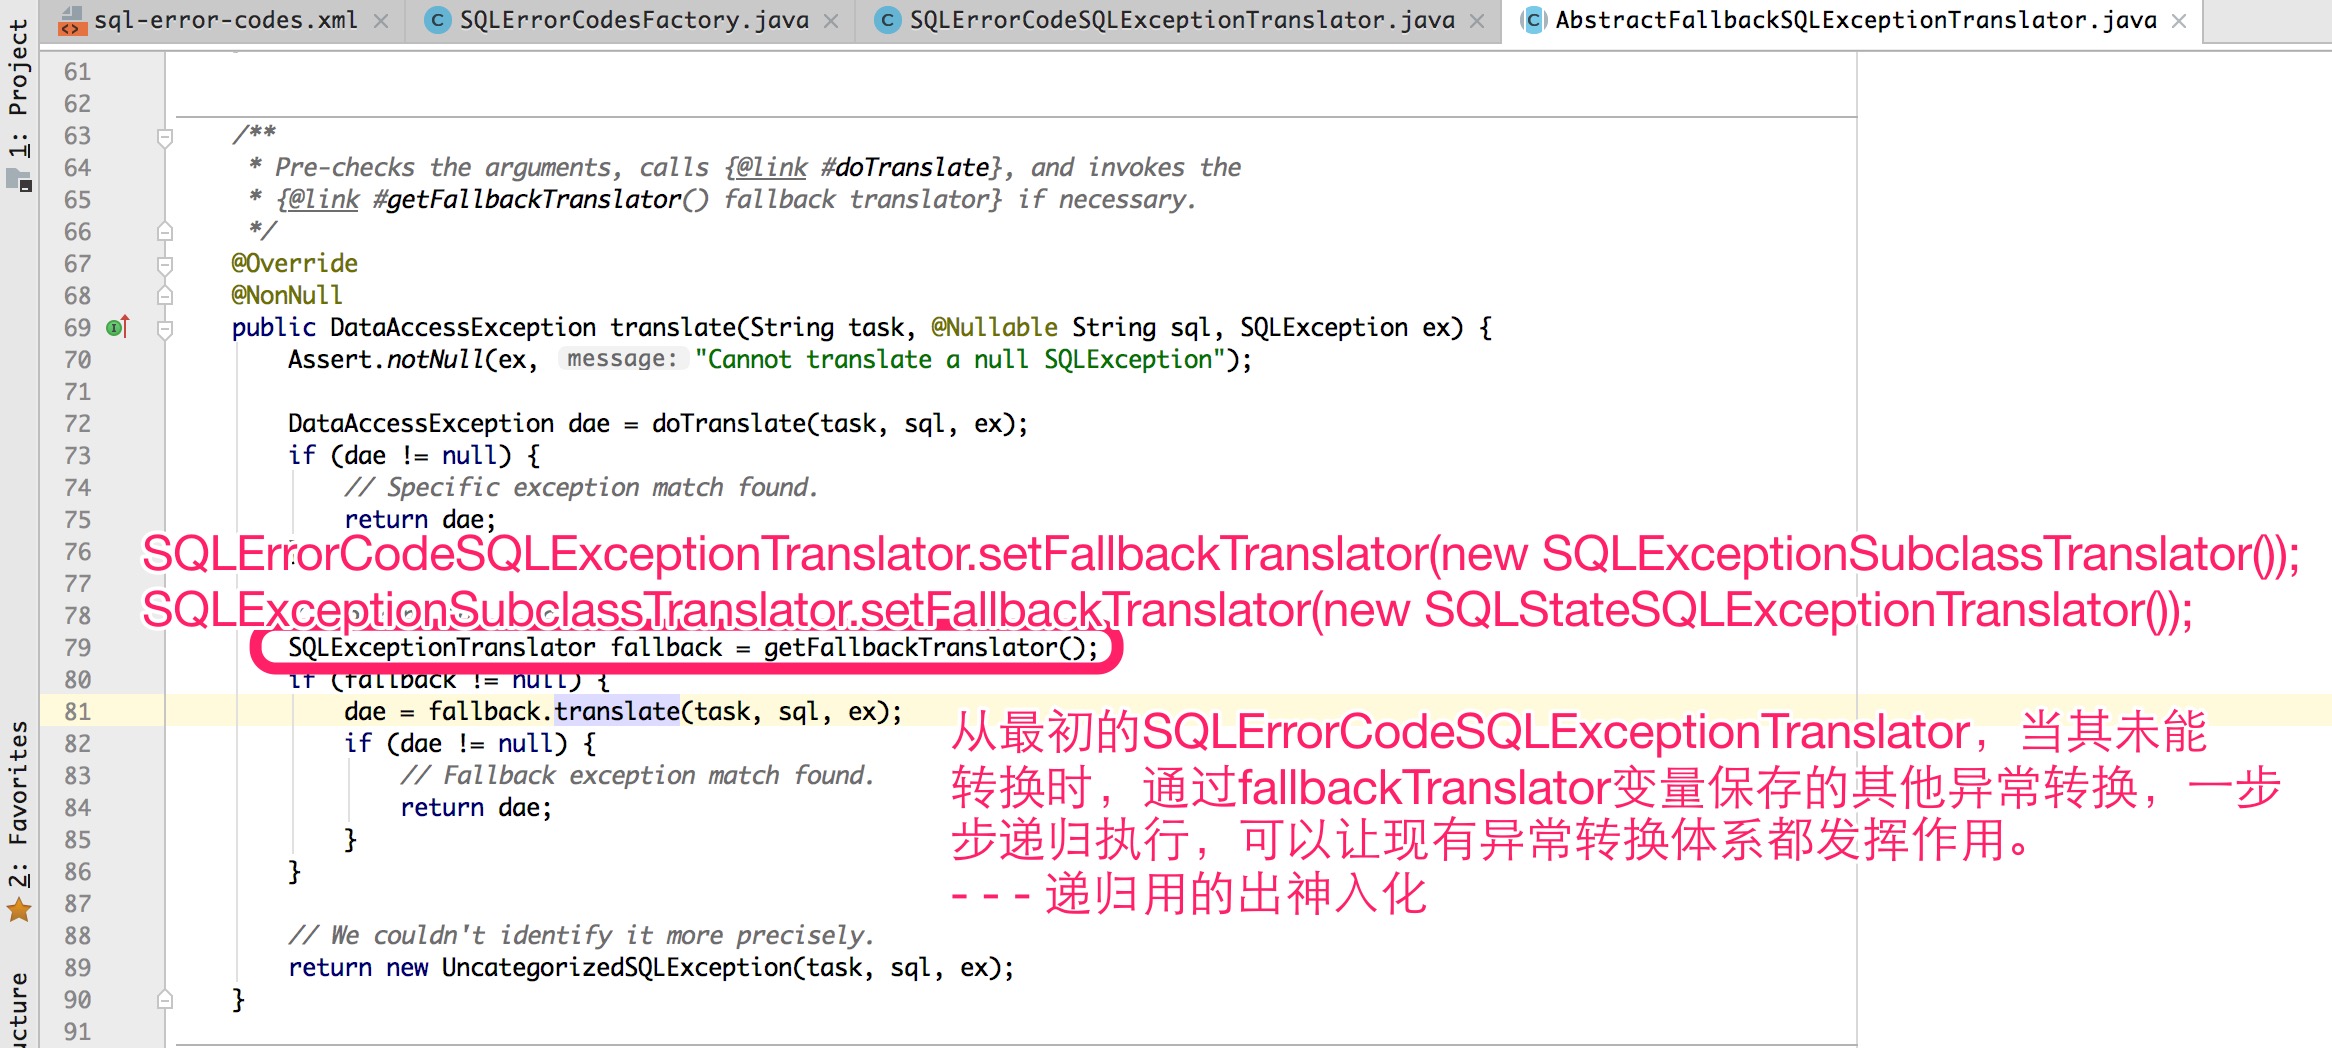 sql-error-codes.xml
SQLErrorCodesFactory.java
SQLErrorCodeSQLExceptionTranslator.java
AbstractFallbackSQLExceptionTranslator.java
1: Project
2: Favorites
ucture
61
62
63 /**
64 * Pre-checks the arguments, calls {@link #doTranslate}, and invokes the
65 * {@link #getFallbackTranslator() fallback translator} if necessary.
66 */
67 @Override
68 @NonNull
69 public DataAccessException translate(String task, @Nullable String sql, SQLException ex) {
70 Assert.notNull(ex, message: "Cannot translate a null SQLException");
71
72 DataAccessException dae = doTranslate(task, sql, ex);
73 if (dae != null) {
74 // Specific exception match found.
75 return dae;
76
SQLErrorCodeSQLExceptionTranslator.setFallbackTranslator(new SQLExceptionSubclassTranslator());
77
78
SQLExceptionSubclassTranslator.setFallbackTranslator(new SQLStateSQLExceptionTranslator());
79 SQLExceptionTranslator fallback = getFallbackTranslator();
80 if (fallback != null) {
81 dae = fallback.translate(task, sql, ex);
82 if (dae != null) {
83 // Fallback exception match found.
84 return dae;
85 }
86 }
87
88 // We couldn't identify it more precisely.
89 return new UncategorizedSQLException(task, sql, ex);
90 }
91
从最初的SQLErrorCodeSQLExceptionTranslator，当其未能
转换时，通过fallbackTranslator变量保存的其他异常转换，一步
步递归执行，可以让现有异常转换体系都发挥作用。
- - - 递归用的出神入化